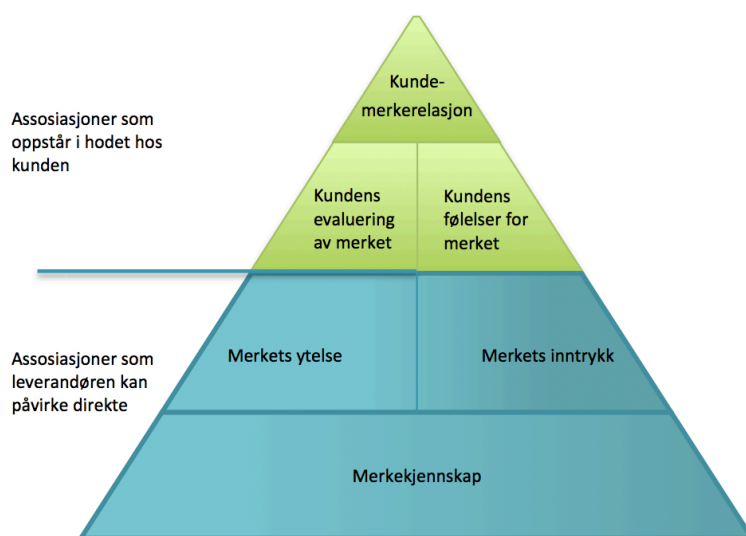 Kunde-
merkerelasjon
Assosiasjoner som
oppstår i hodet hos
kunden
Kundens
evaluering
av merket
Kundens
følelser for
merket
Assosiasjoner som
leverandøren kan
påvirke direkte
Merkets ytelse
Merkets inntrykk
Merkekjennskap